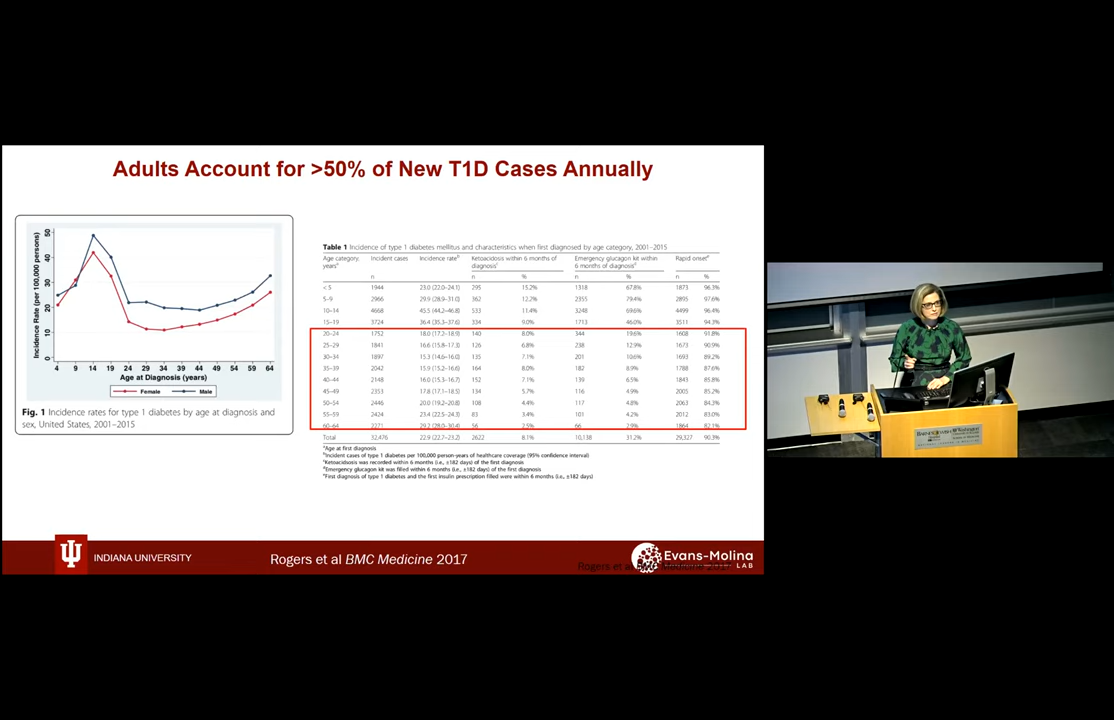 Adults Account for >50% of New T1D Cases Annually
Incidence Rate (per 100,000 persons)
50
40
30
20
10
0
4 9 14 19 24 29 34 39 44 49 54 59 64
Age at Diagnosis (years)
Female Male
Fig. 1 Incidence rates for type 1 diabetes by age at diagnosis and
sex, United States, 2001–2015
Table 1 Incidence of type 1 diabetes mellitus and characteristics when first diagnosed by age category, 2001–2015
Age category, Incident cases Incidence rateᵇ Ketoacidosis within 6 months of Emergency glucagon kit within Rapid onsetᵉ
yearsᵃ diagnosisᶜ 6 months of diagnosisᵈ
n n % n % n %
< 5 1944 23.0 (22.0–24.1) 295 15.2% 1318 67.8% 1873 96.3%
5–9 2966 29.9 (28.9–31.0) 362 12.2% 2355 79.4% 2895 97.6%
10–14 4668 45.5 (44.2–46.8) 533 11.4% 3248 69.6% 4499 96.4%
15–19 3724 36.4 (35.3–37.6) 334 9.0% 1713 46.0% 3511 94.3%
20–24 1752 18.0 (17.2–18.9) 140 8.0% 344 19.6% 1608 91.8%
25–29 1841 16.6 (15.8–17.3) 126 6.8% 238 12.9% 1673 90.9%
30–34 1897 15.3 (14.6–16.0) 135 7.1% 201 10.6% 1693 89.2%
35–39 2042 15.9 (15.2–16.6) 164 8.0% 182 8.9% 1788 87.6%
40–44 2148 16.0 (15.3–16.7) 152 7.1% 139 6.5% 1843 85.8%
45–49 2353 17.8 (17.1–18.5) 134 5.7% 116 4.9% 2005 85.2%
50–54 2446 20.0 (19.2–20.8) 108 4.4% 117 4.8% 2063 84.3%
55–59 2424 23.4 (22.5–24.3) 83 3.4% 101 4.2% 2012 83.0%
60–64 2271 29.2 (28.0–30.4) 56 2.5% 66 2.9% 1864 82.1%
Total 32,476 22.9 (22.7–23.2) 2622 8.1% 10,138 31.2% 29,327 90.3%
ᵃAge at first diagnosis
ᵇIncident cases of type 1 diabetes per 100,000 person-years of healthcare coverage (95% confidence interval)
ᶜKetoacidosis was recorded within 6 months (i.e., ±182 days) of the first diagnosis
ᵈEmergency glucagon kit was filled within 6 months (i.e., ±182 days) of the first diagnosis
ᵉFirst diagnosis of type 1 diabetes and the first insulin prescription filled were within 6 months (i.e., ±182 days)
INDIANA UNIVERSITY
Rogers et al BMC Medicine 2017
Evans-Molina
LAB
Rogers et al BMC Medicine 2017